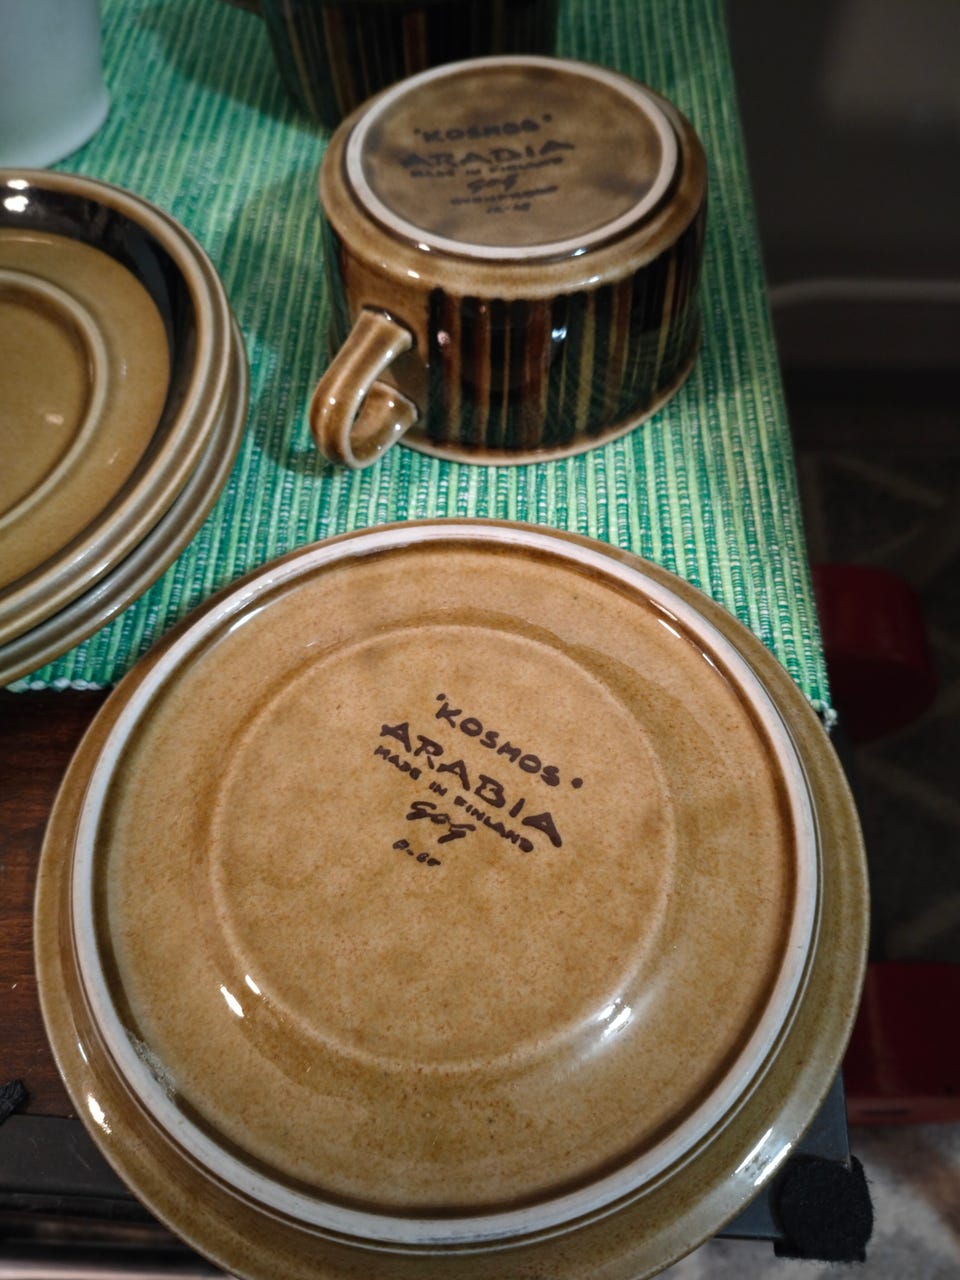 'KOSMOS'
ARABIA
MADE IN FINLAND
GOG
'KOSMOS'
ARABIA
MADE IN FINLAND
GOG